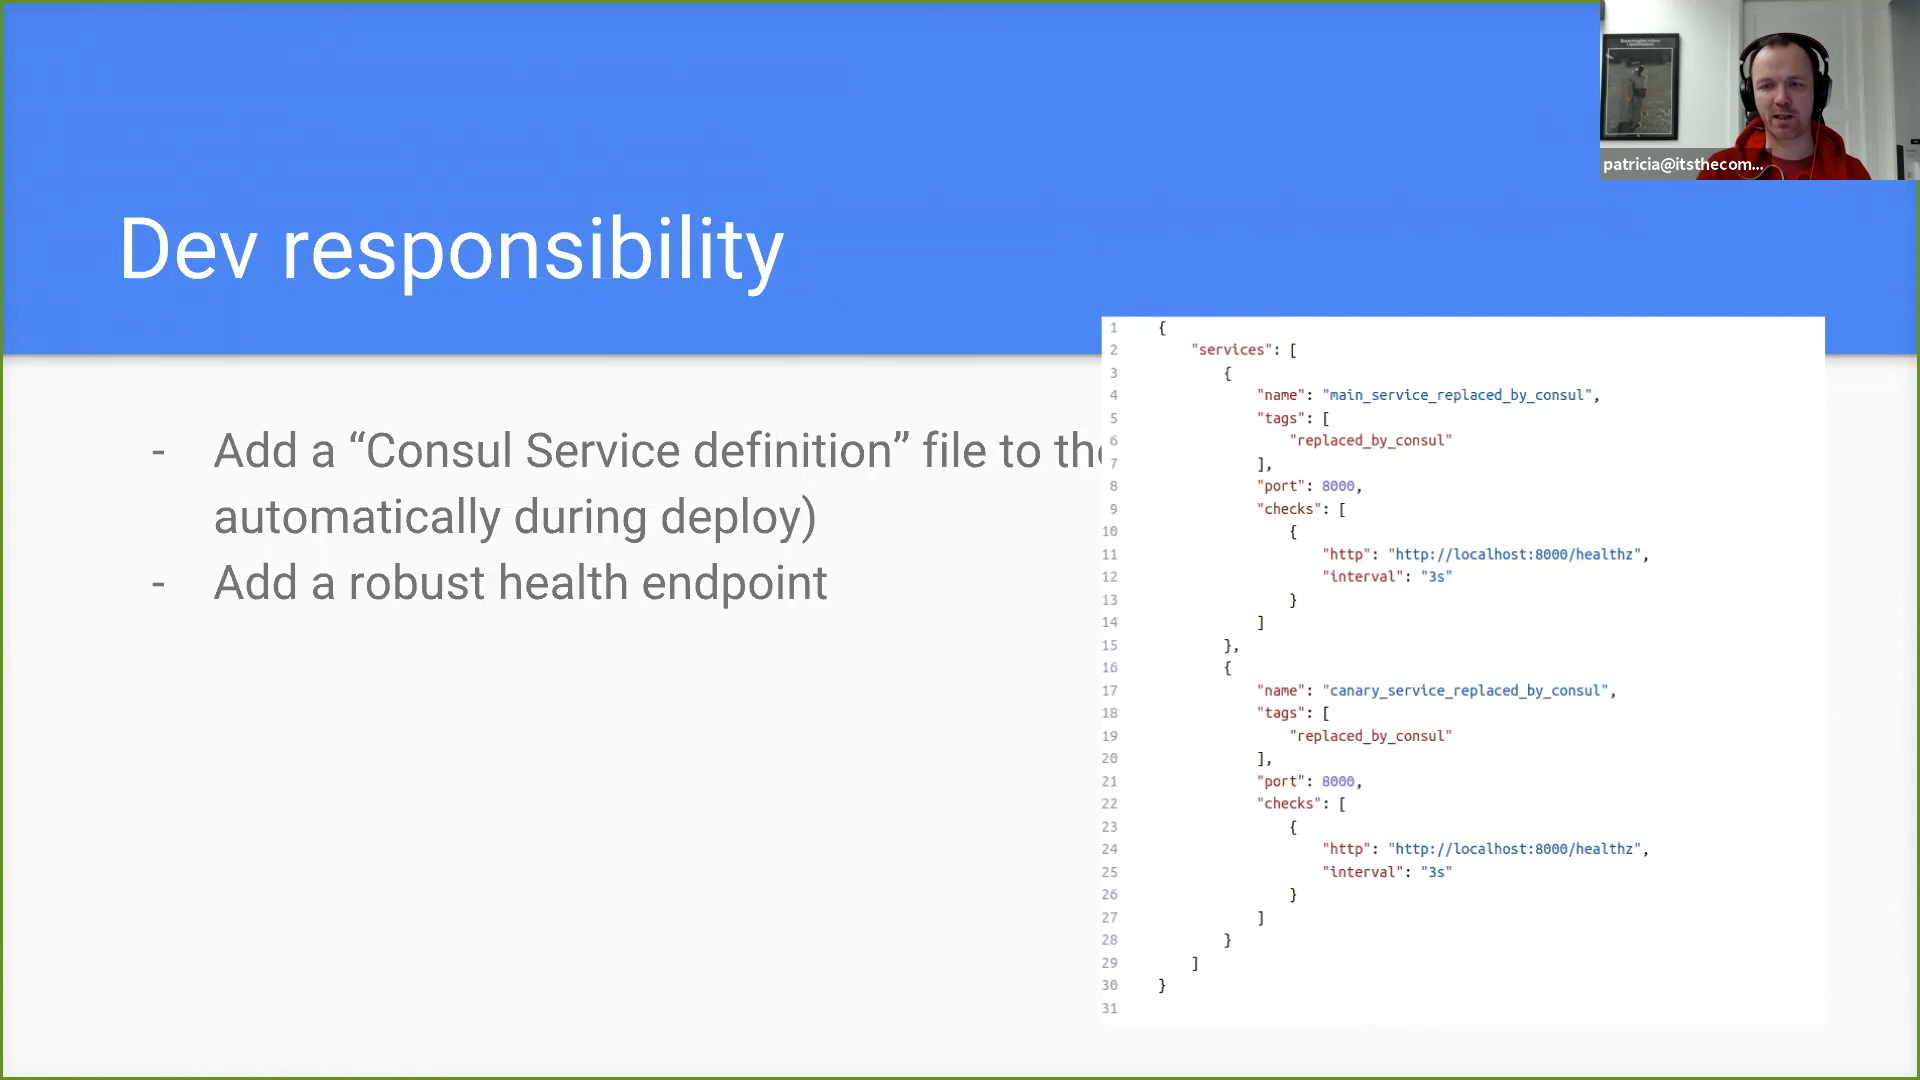 patricia@itsthecom...
Dev responsibility
- Add a “Consul Service definition” file to the
automatically during deploy)
- Add a robust health endpoint
1 {
2 "services": [
3 {
4 "name": "main_service_replaced_by_consul",
5 "tags": [
6 "replaced_by_consul"
7 ],
8 "port": 8000,
9 "checks": [
10 {
11 "http": "http://localhost:8000/healthz",
12 "interval": "3s"
13 }
14 ]
15 },
16 {
17 "name": "canary_service_replaced_by_consul",
18 "tags": [
19 "replaced_by_consul"
20 ],
21 "port": 8000,
22 "checks": [
23 {
24 "http": "http://localhost:8000/healthz",
25 "interval": "3s"
26 }
27 ]
28 }
29 ]
30 }
31